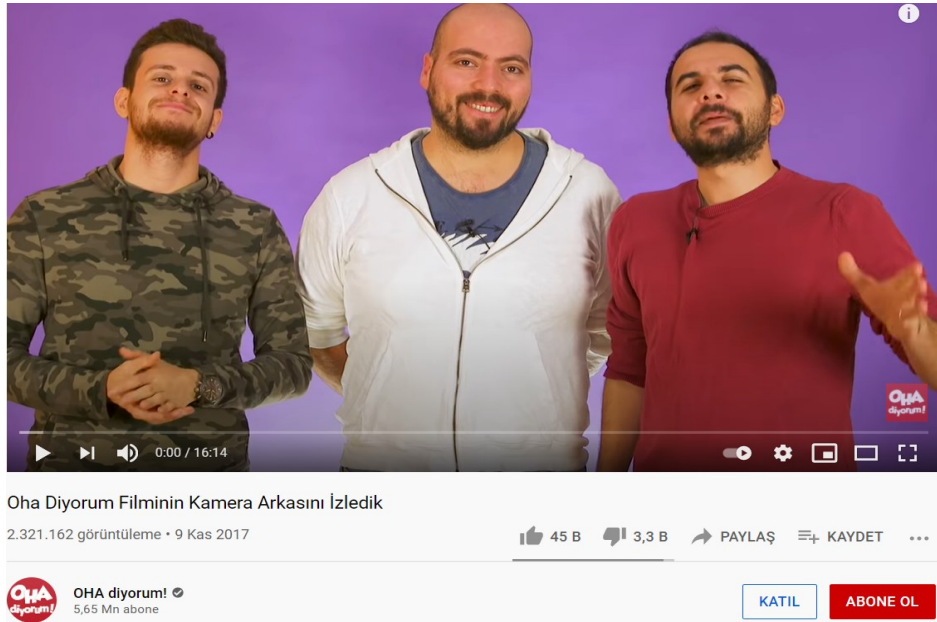 OHA
diyorum!
0:00 / 16:14
Oha Diyorum Filminin Kamera Arkasını İzledik
2.321.162 görüntüleme • 9 Kas 2017
45 B 3,3 B PAYLAŞ KAYDET
OHA
diyorum!
OHA diyorum!
5,65 Mn abone
KATIL ABONE OL